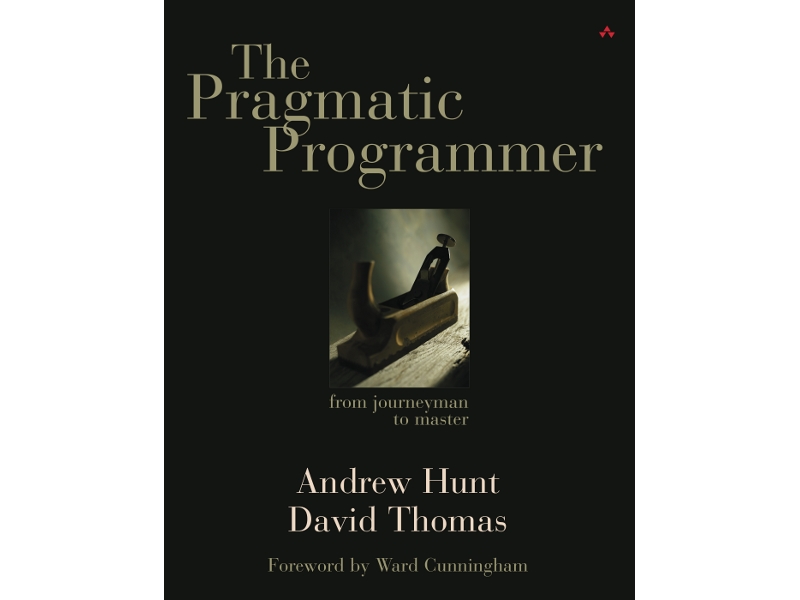 The
Pragmatic
Programmer
from journeyman
to master
Andrew Hunt
David Thomas
Foreword by Ward Cunningham